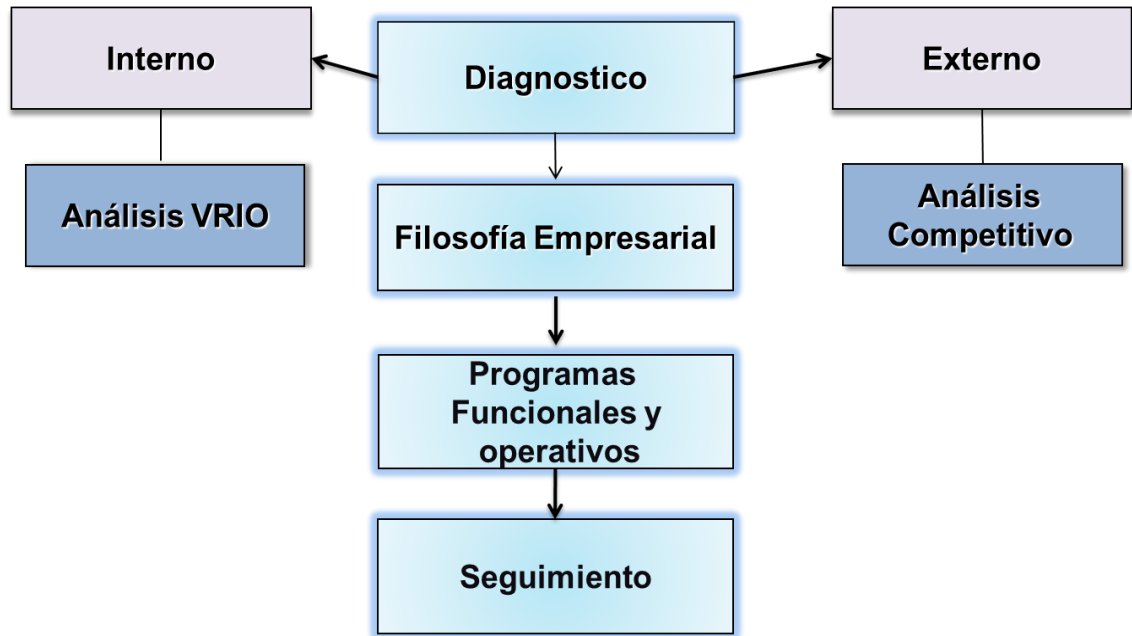 Interno
Diagnostico
Externo
Análisis VRIO
Análisis
Competitivo
Filosofía Empresarial
Programas
Funcionales y
operativos
Seguimiento